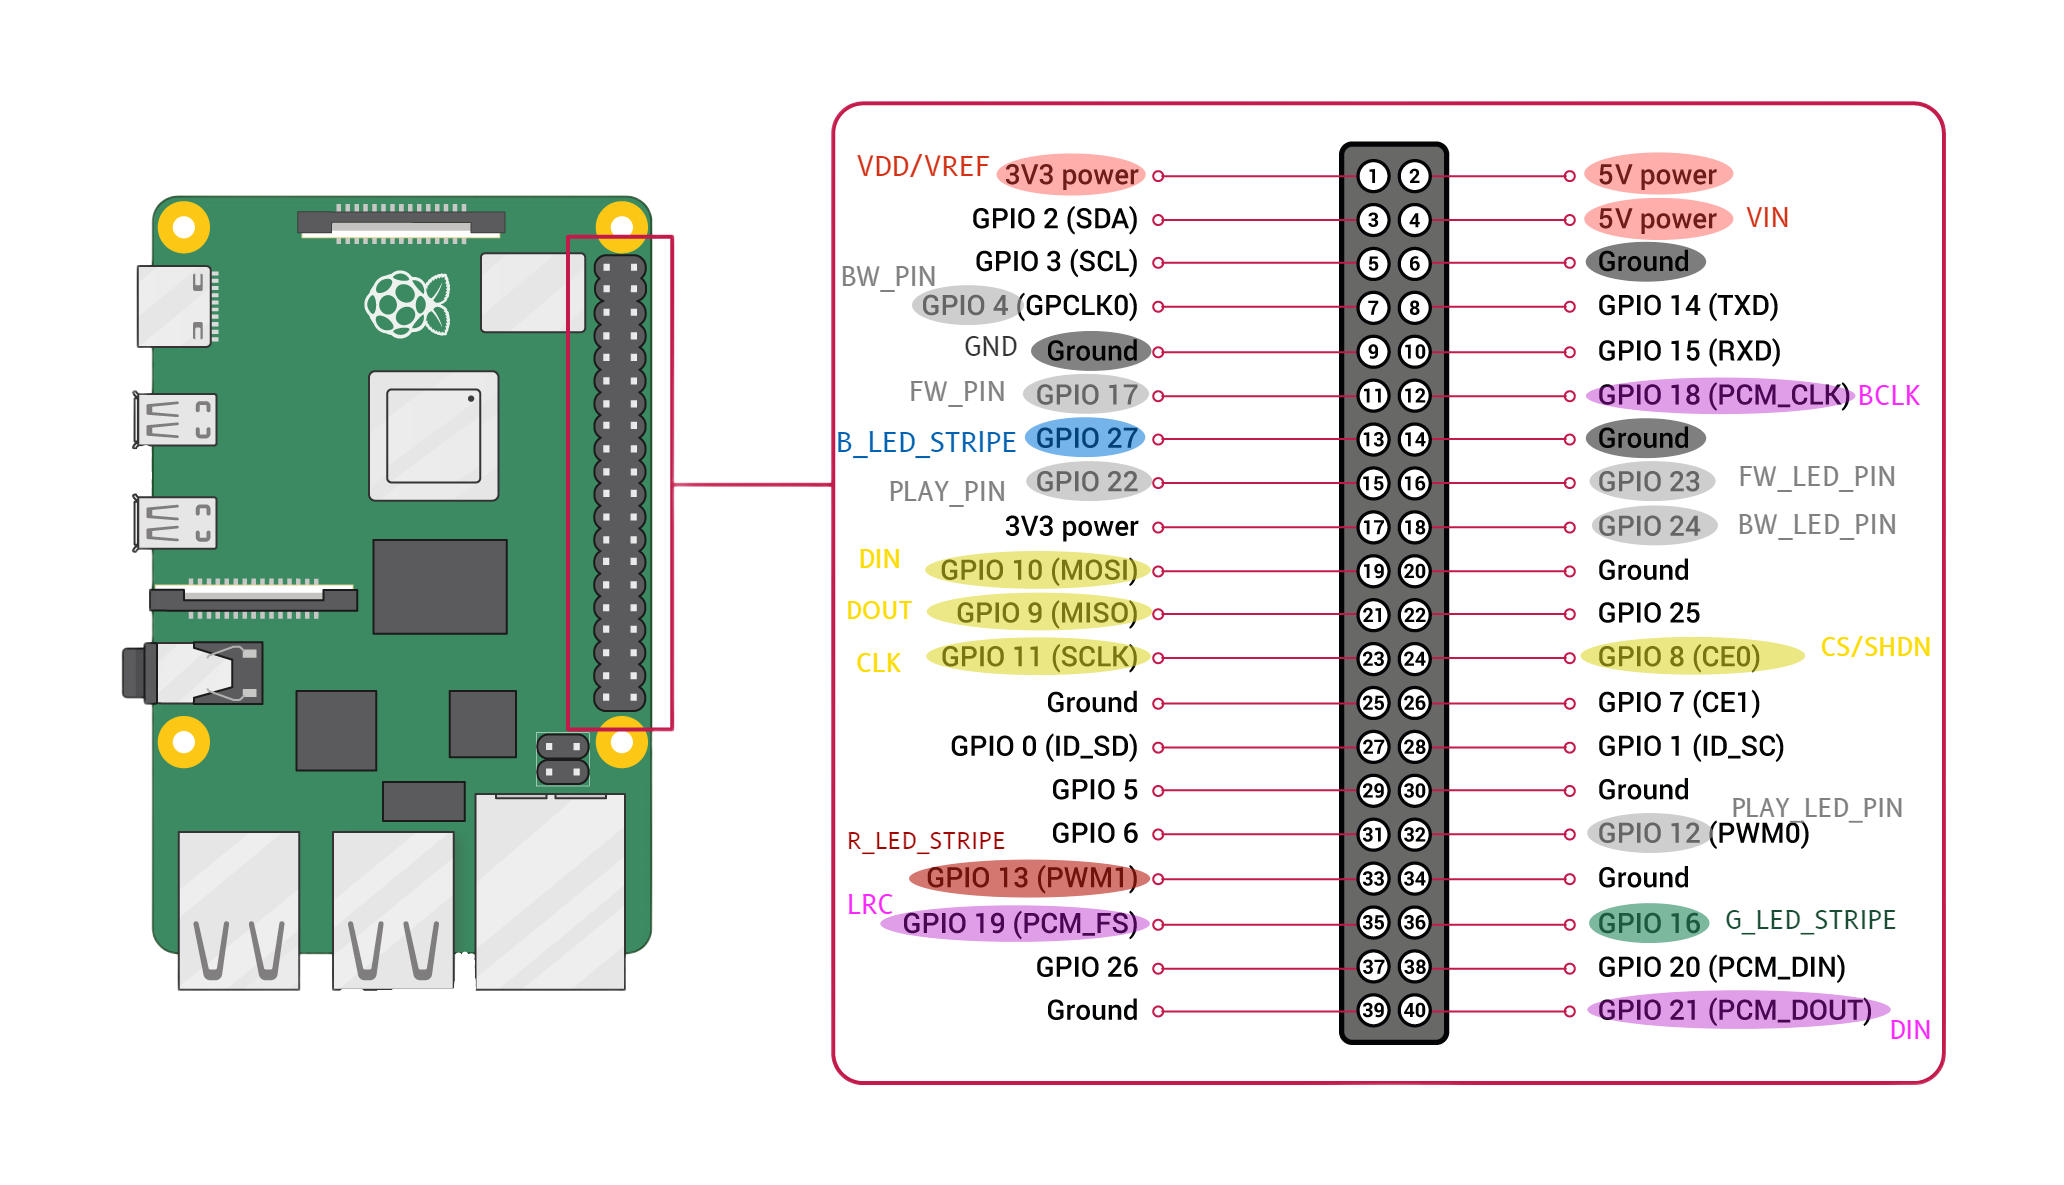 VDD/VREF 3V3 power 1 2 5V power
GPIO 2 (SDA) 3 4 5V power VIN
GPIO 3 (SCL) 5 6 Ground
BW_PIN
GPIO 4 (GPCLK0) 7 8 GPIO 14 (TXD)
GND Ground 9 10 GPIO 15 (RXD)
FW_PIN GPIO 17 11 12 GPIO 18 (PCM_CLK) BCLK
B_LED_STRIPE GPIO 27 13 14 Ground
PLAY_PIN GPIO 22 15 16 GPIO 23 FW_LED_PIN
3V3 power 17 18 GPIO 24 BW_LED_PIN
DIN GPIO 10 (MOSI) 19 20 Ground
DOUT GPIO 9 (MISO) 21 22 GPIO 25
CLK GPIO 11 (SCLK) 23 24 GPIO 8 (CE0) CS/SHDN
Ground 25 26 GPIO 7 (CE1)
GPIO 0 (ID_SD) 27 28 GPIO 1 (ID_SC)
GPIO 5 29 30 Ground
PLAY_LED_PIN
GPIO 6 31 32 GPIO 12 (PWM0)
R_LED_STRIPE
GPIO 13 (PWM1) 33 34 Ground
LRC
GPIO 19 (PCM_FS) 35 36 GPIO 16 G_LED_STRIPE
GPIO 26 37 38 GPIO 20 (PCM_DIN)
Ground 39 40 GPIO 21 (PCM_DOUT)
DIN